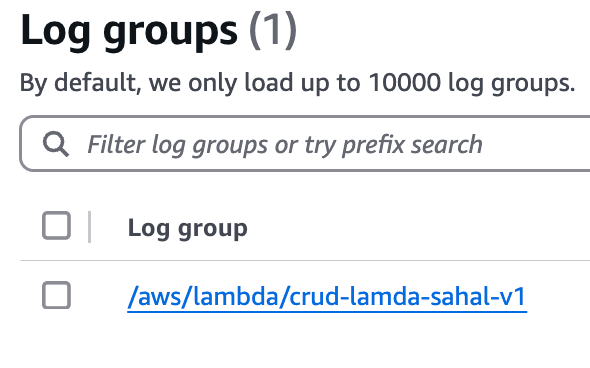 Log groups (1)
By default, we only load up to 10000 log groups.
Filter log groups or try prefix search
Log group
/aws/lambda/crud-lamda-sahal-v1